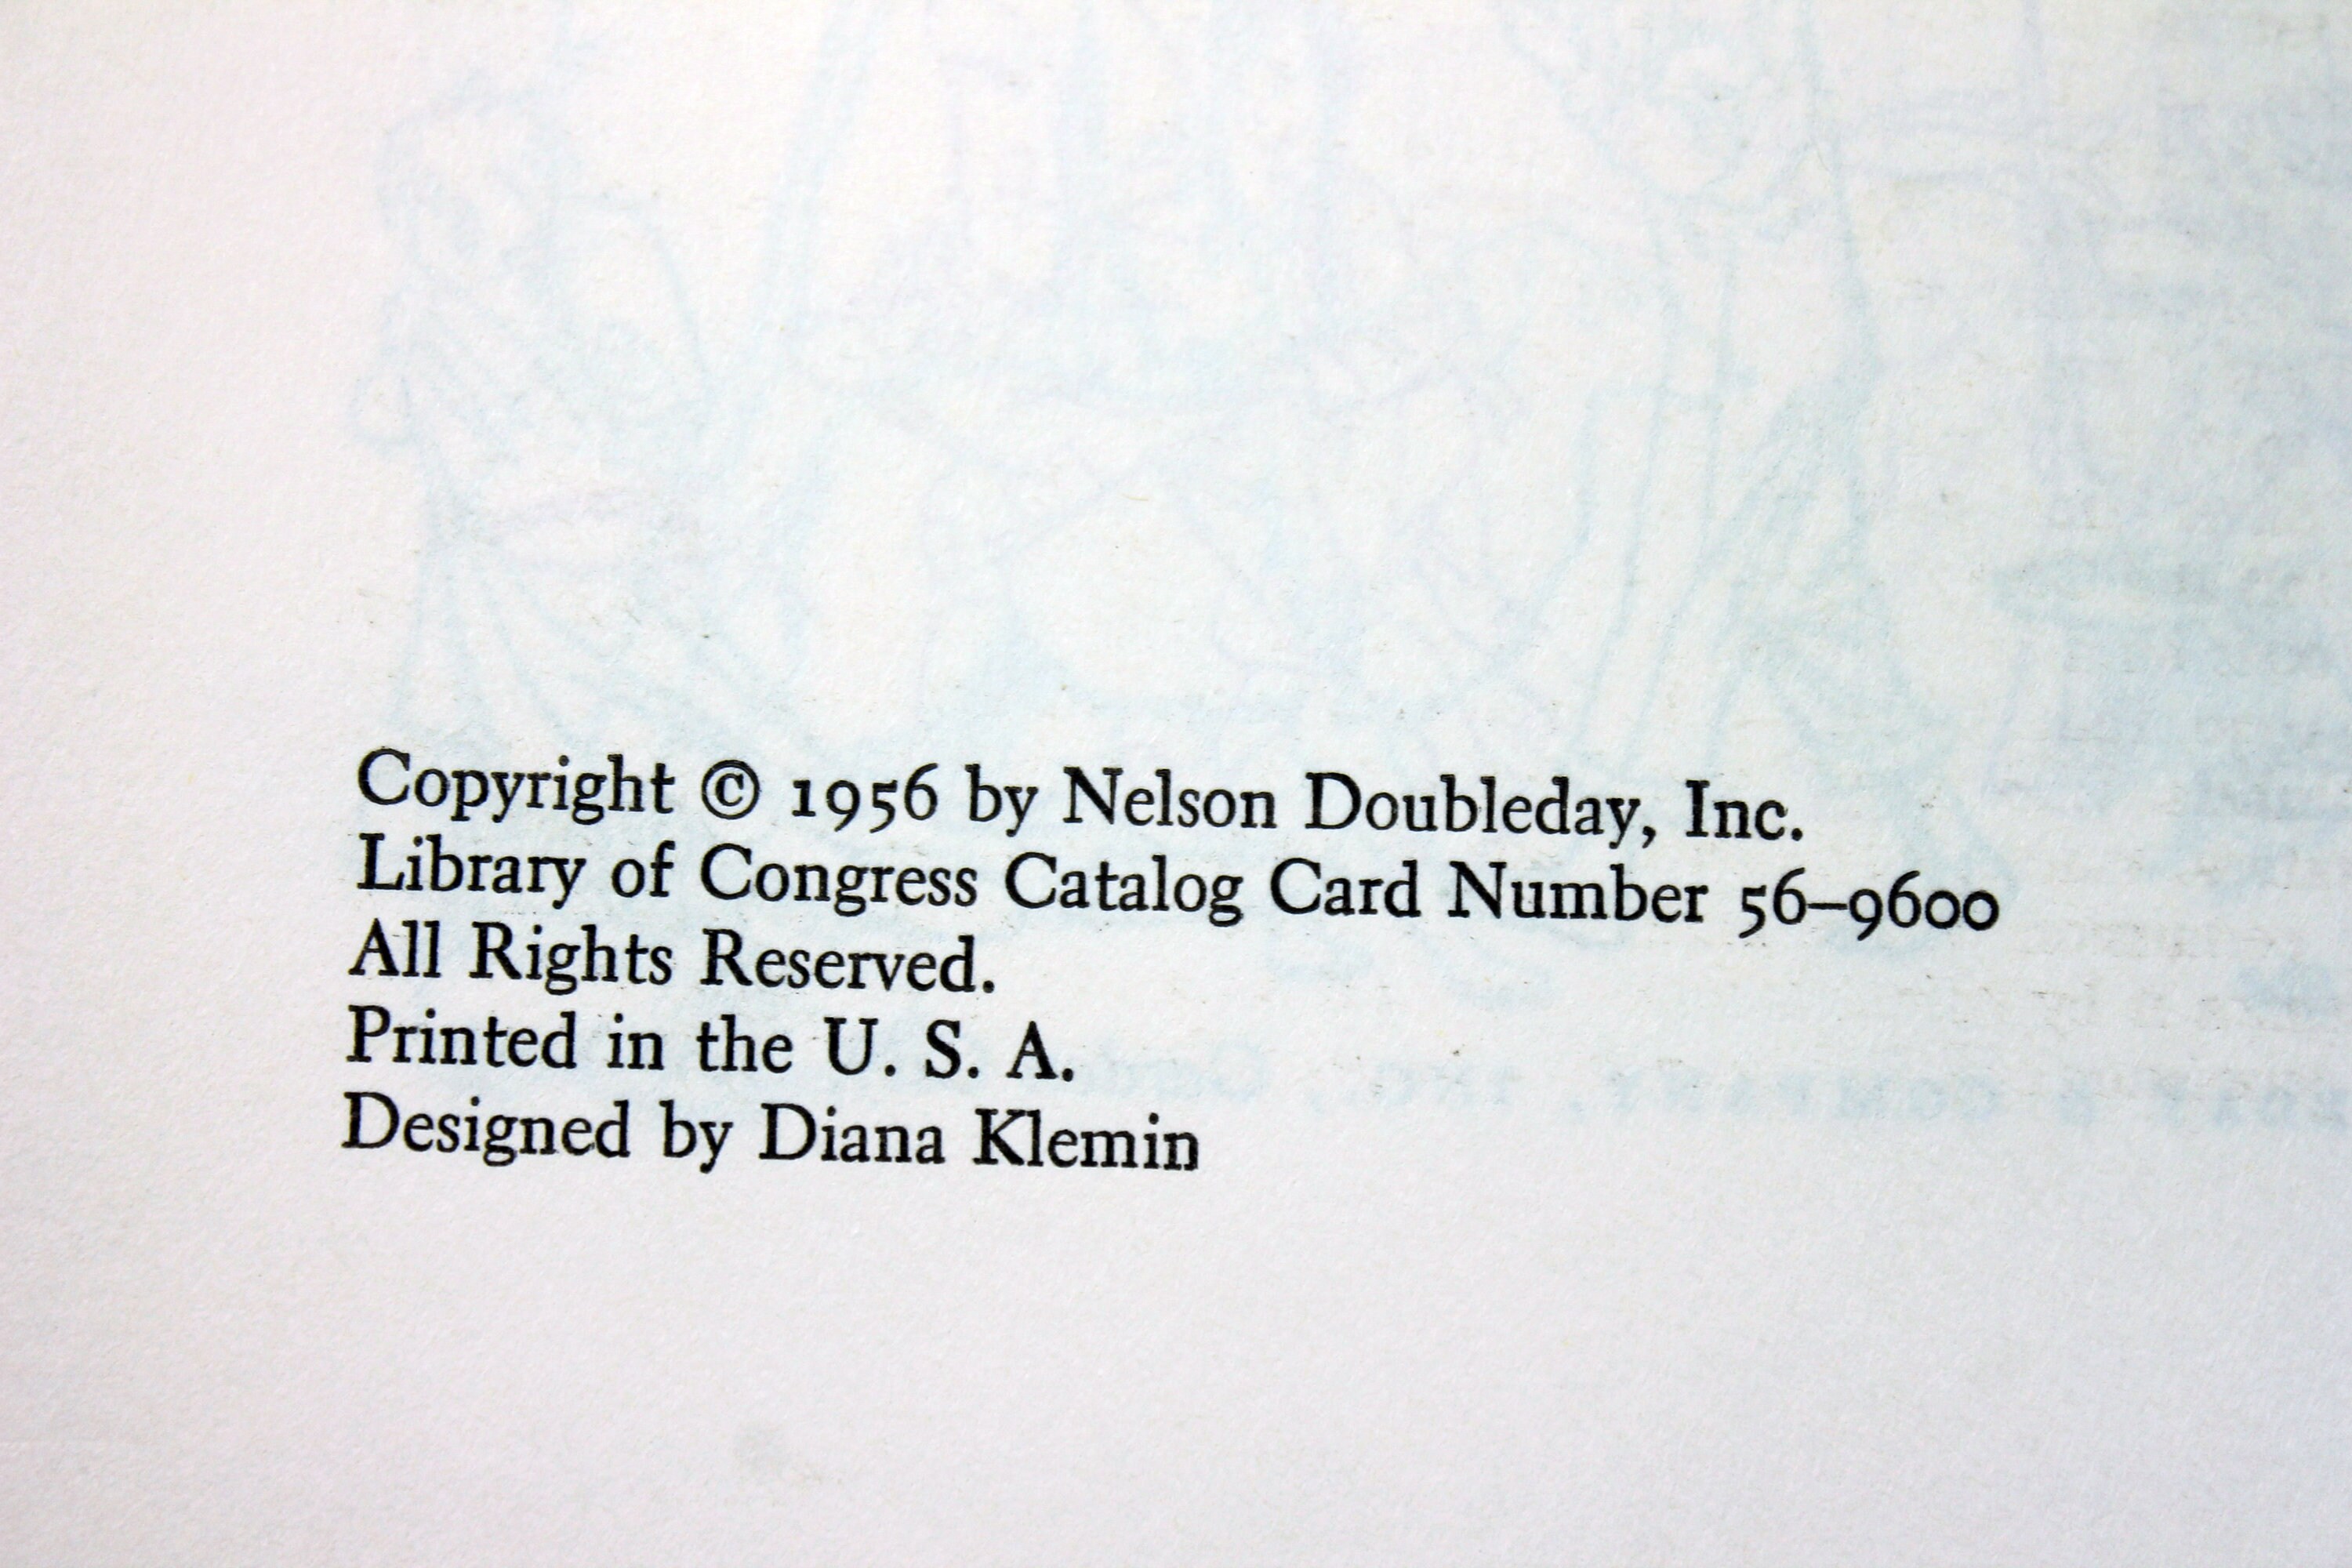 Copyright © 1956 by Nelson Doubleday, Inc.
Library of Congress Catalog Card Number 56–9600
All Rights Reserved.
Printed in the U. S. A.
Designed by Diana Klemin